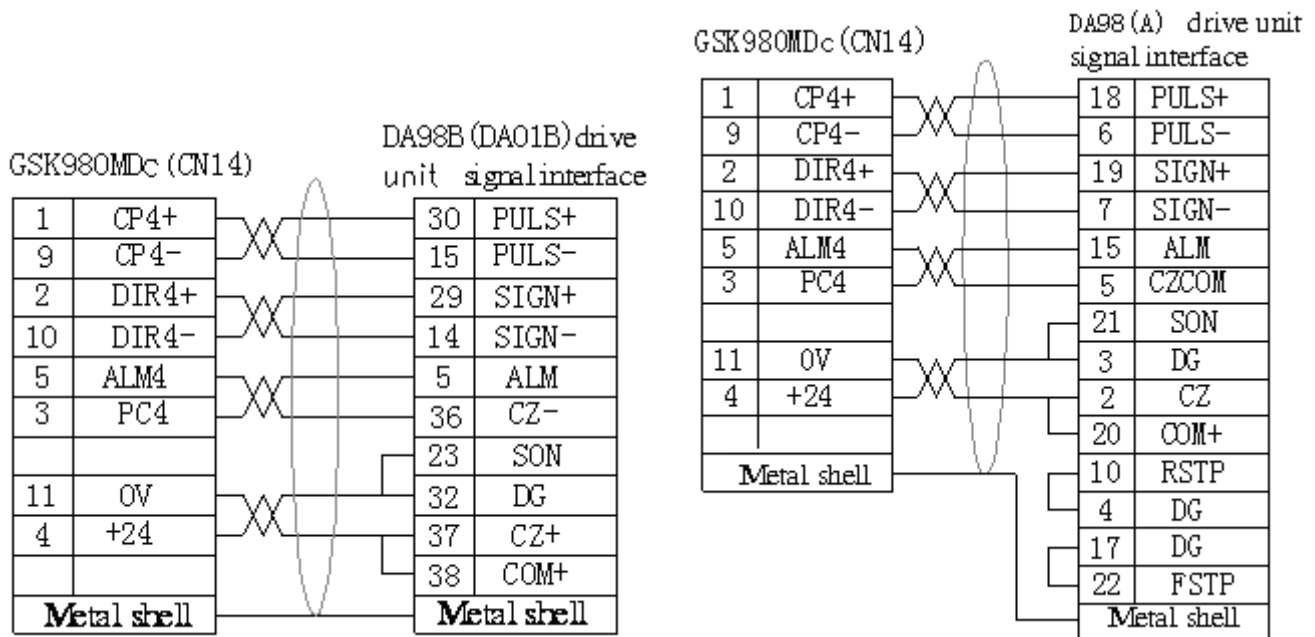 GSK980MDc (CN14)
DA98B (DA01B) drive
unit signal interface
1 CP4+ 30 PULS+
9 CP4- 15 PULS-
2 DIR4+ 29 SIGN+
10 DIR4- 14 SIGN-
5 ALM4 5 ALM
3 PC4 36 CZ-
23 SON
11 0V 32 DG
4 +24 37 CZ+
38 COM+
Metal shell Metal shell
GSK980MDc (CN14)
DA98 (A) drive unit
signal interface
1 CP4+ 18 PULS+
9 CP4- 6 PULS-
2 DIR4+ 19 SIGN+
10 DIR4- 7 SIGN-
5 ALM4 15 ALM
3 PC4 5 CZCOM
21 SON
11 0V 3 DG
4 +24 2 CZ
20 COM+
Metal shell 10 RSTP
4 DG
17 DG
22 FSTP
Metal shell